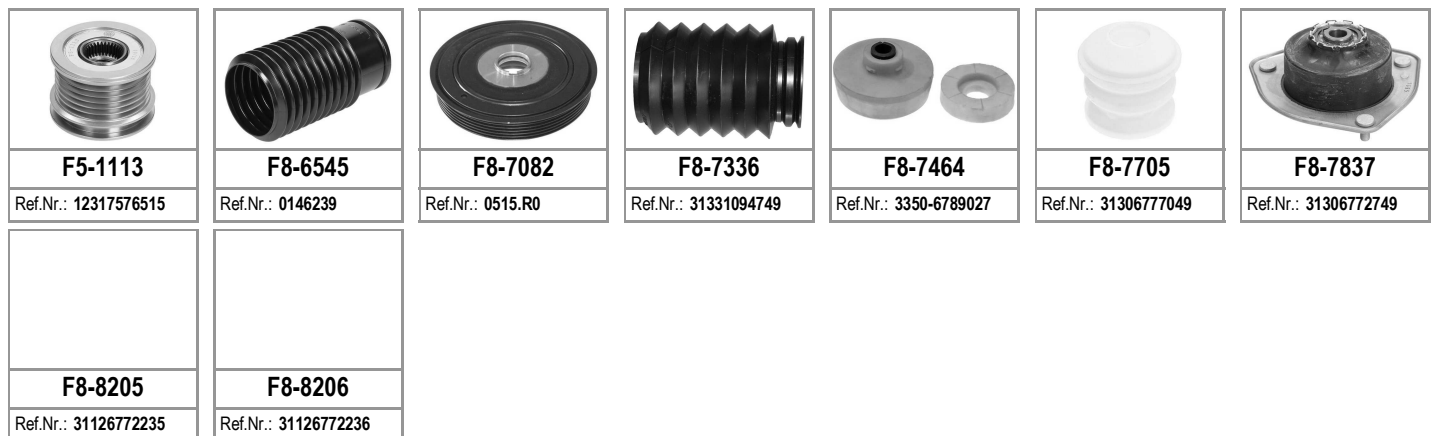 F5-1113
Ref.Nr.: 12317576515
F8-6545
Ref.Nr.: 0146239
F8-7082
Ref.Nr.: 0515.R0
F8-7336
Ref.Nr.: 31331094749
F8-7464
Ref.Nr.: 3350-6789027
F8-7705
Ref.Nr.: 31306777049
F8-7837
Ref.Nr.: 31306772749
F8-8205
Ref.Nr.: 31126772235
F8-8206
Ref.Nr.: 31126772236